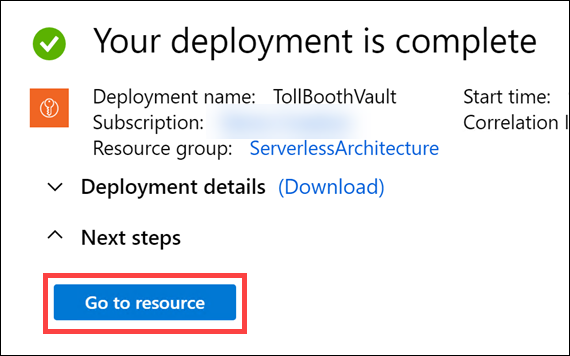 Your deployment is complete
Deployment name: TollBoothVault Start time:
Subscription: Correlation I
Resource group: ServerlessArchitecture
Deployment details (Download)
Next steps
Go to resource